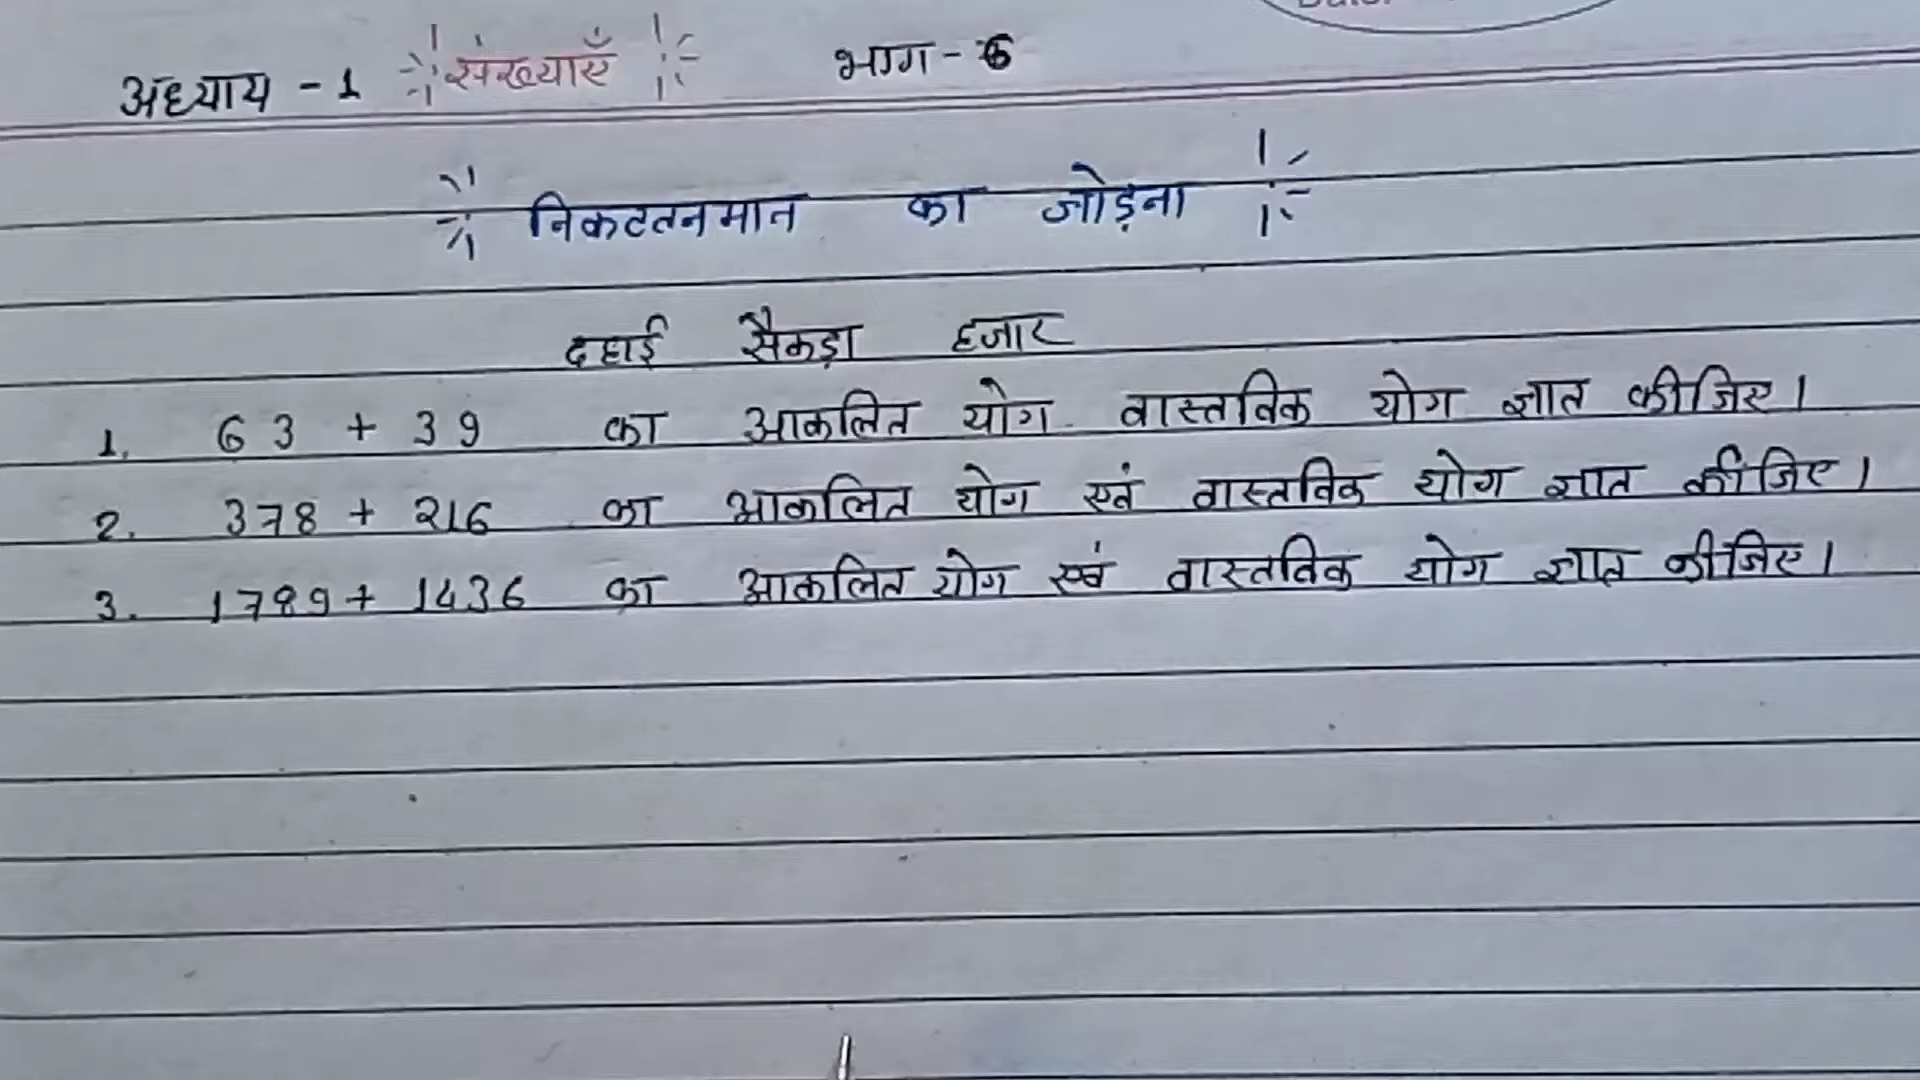 अध्याय - 1 संख्याएँ भाग - 6
निकटतनमान का जोड़ना
दहाई सैकड़ा हजार
1. 63 + 39 का आकलित योग वास्तविक योग ज्ञात कीजिए।
2. 378 + 216 का आकलित योग एवं वास्तविक योग ज्ञात कीजिए।
3. 1789 + 1436 का आकलित योग एवं वास्तविक योग ज्ञात कीजिए।